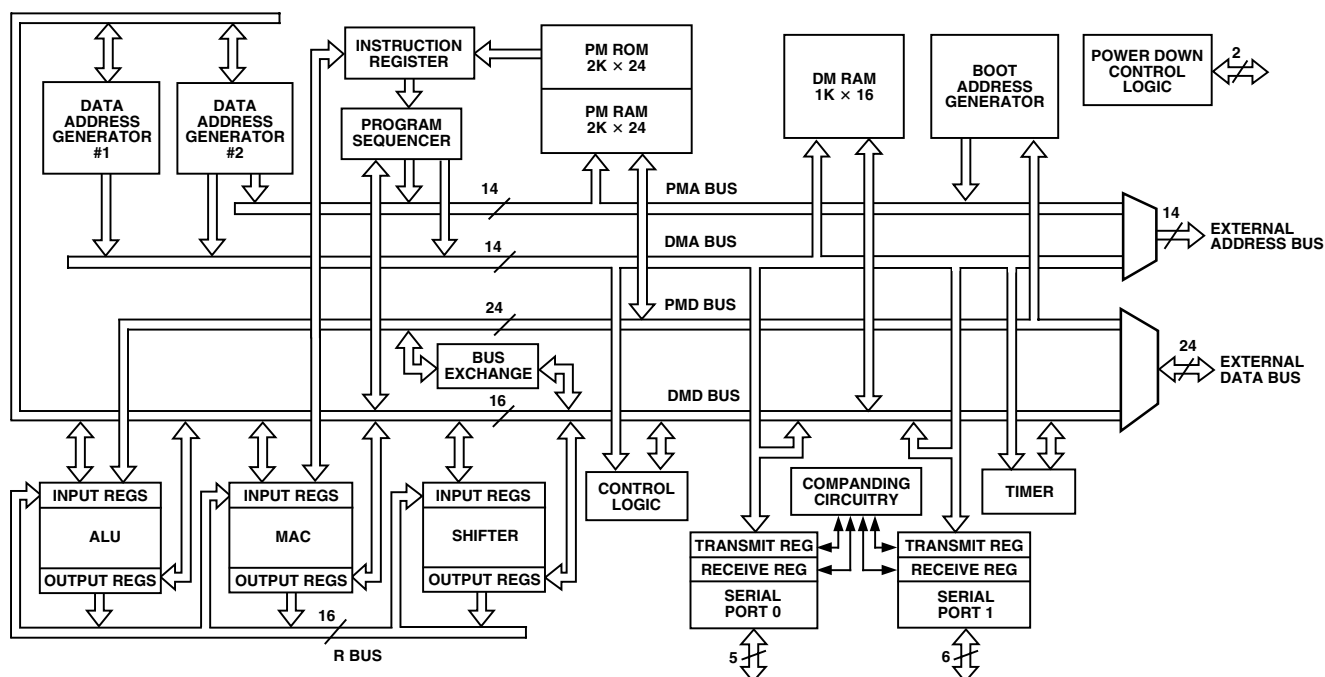 INSTRUCTION
REGISTER
PM ROM
2K × 24
PM RAM
2K × 24
DM RAM
1K × 16
BOOT
ADDRESS
GENERATOR
POWER DOWN
CONTROL
LOGIC
2
DATA
ADDRESS
GENERATOR
#1
DATA
ADDRESS
GENERATOR
#2
PROGRAM
SEQUENCER
14
PMA BUS
14
EXTERNAL
ADDRESS BUS
14
DMA BUS
24
PMD BUS
BUS
EXCHANGE
24
EXTERNAL
DATA BUS
16
DMD BUS
INPUT REGS
ALU
OUTPUT REGS
INPUT REGS
MAC
OUTPUT REGS
INPUT REGS
SHIFTER
OUTPUT REGS
16
R BUS
CONTROL
LOGIC
COMPANDING
CIRCUITRY
TIMER
TRANSMIT REG
RECEIVE REG
SERIAL
PORT 0
5
TRANSMIT REG
RECEIVE REG
SERIAL
PORT 1
6